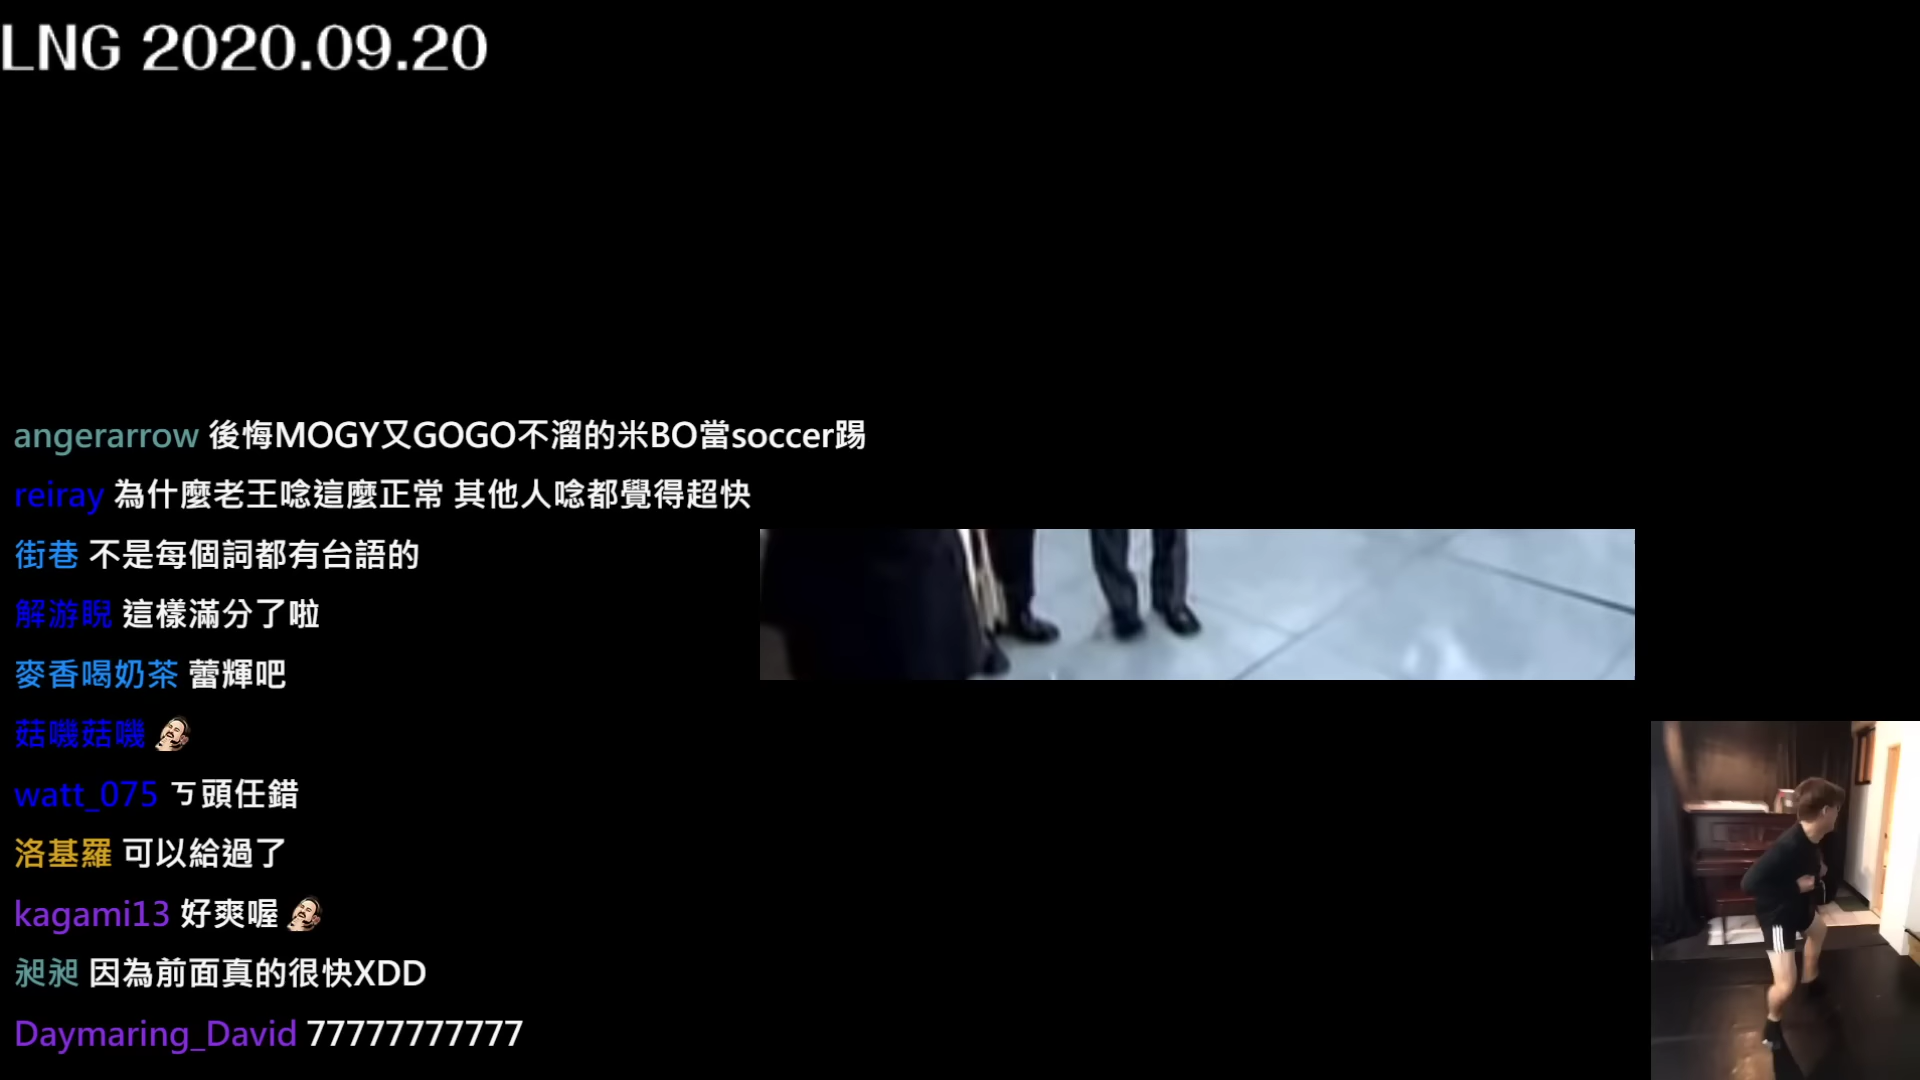 LNG 2020.09.20
angerarrow 後悔MOGY又GOGO不溜的米BO當soccer踢
reiray 為什麼老王唸這麼正常 其他人唸都覺得超快
街巷 不是每個詞都有台語的
解游睨 這樣滿分了啦
麥香喝奶茶 蕾輝吧
菇嘰菇嘰
watt_075 ㄎ頭任錯
洛基羅 可以給過了
kagami13 好爽喔
昶昶 因為前面真的很快XDD
Daymaring_David 77777777777